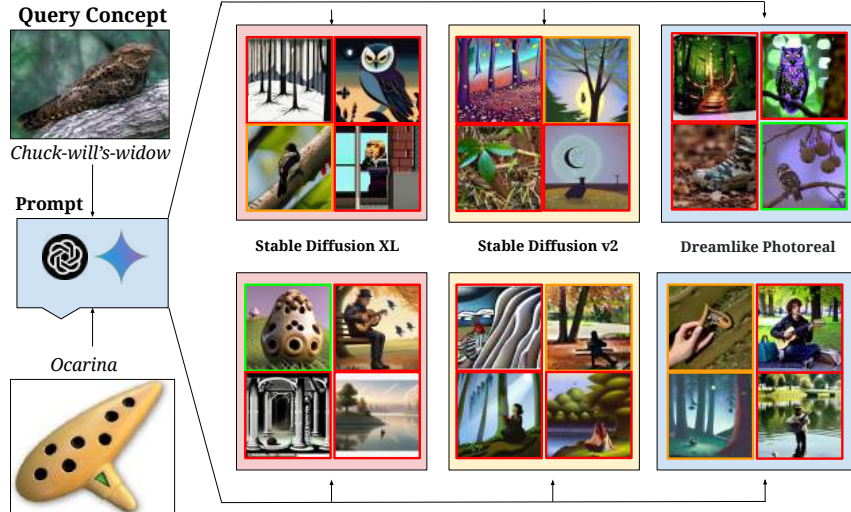 Query Concept
Chuck-will's-widow
Prompt
Ocarina
Stable Diffusion XL
Stable Diffusion v2
Dreamlike Photoreal